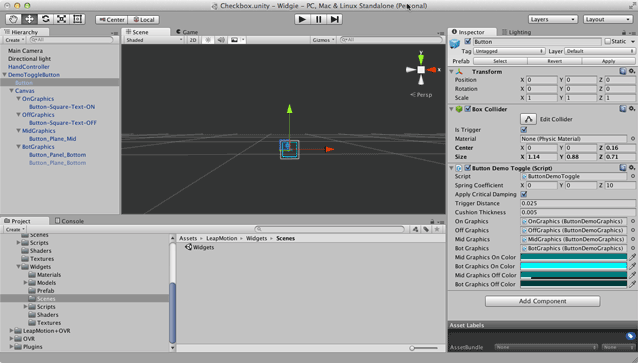 Checkbox.unity - Widgie - PC, Mac & Linux Standalone (Personal)
Center
Local
Layers
Layout
Hierarchy
Create
All
Main Camera
Directional light
HandController
DemoToggleButton
Button
Canvas
OnGraphics
Button-Square-Text-ON
OffGraphics
Button-Square-Text-OFF
MidGraphics
Button_Plane_Mid
BotGraphics
Button_Panel_Bottom
Button_Plane_Bottom
Scene
Game
Shaded
2D
Gizmos
All
y
x
Persp
Project
Console
Create
Scenes
Scripts
Shaders
Textures
Widgets
Materials
Models
Prefab
Scenes
Scripts
Shaders
Textures
LeapMotion+OVR
OVR
Plugins
Assets ▸ LeapMotion ▸ Widgets ▸ Scenes
Widgets
Inspector
Lighting
Button
Static
Tag Untagged
Layer Default
Prefab Select Revert Apply
Transform
Position X 0 Y 0 Z 0
Rotation X 0 Y 0 Z 0
Scale X 1 Y 1 Z 1
Box Collider
Edit Collider
Is Trigger
Material None (Physic Material)
Center X 0 Y 0 Z 0.16
Size X 1.14 Y 0.88 Z 0.71
Button Demo Toggle (Script)
Script ButtonDemoToggle
Spring Coefficient X 0 Y 0 Z 10
Apply Critical Damping
Trigger Distance 0.025
Cushion Thickness 0.005
On Graphics OnGraphics (ButtonDemoGraphics)
Off Graphics OffGraphics (ButtonDemoGraphics)
Mid Graphics MidGraphics (ButtonDemoGraphics)
Bot Graphics BotGraphics (ButtonDemoGraphics)
Mid Graphics On Color
Bot Graphics On Color
Mid Graphics Off Color
Bot Graphics Off Color
Add Component
Asset Labels
AssetBundle None None